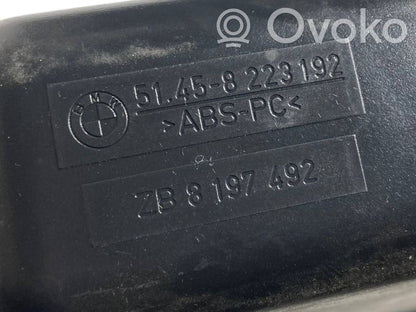 Ovoko
BMW
51.45-8 223 192
>ABS-PC<
ZB 8 197 492